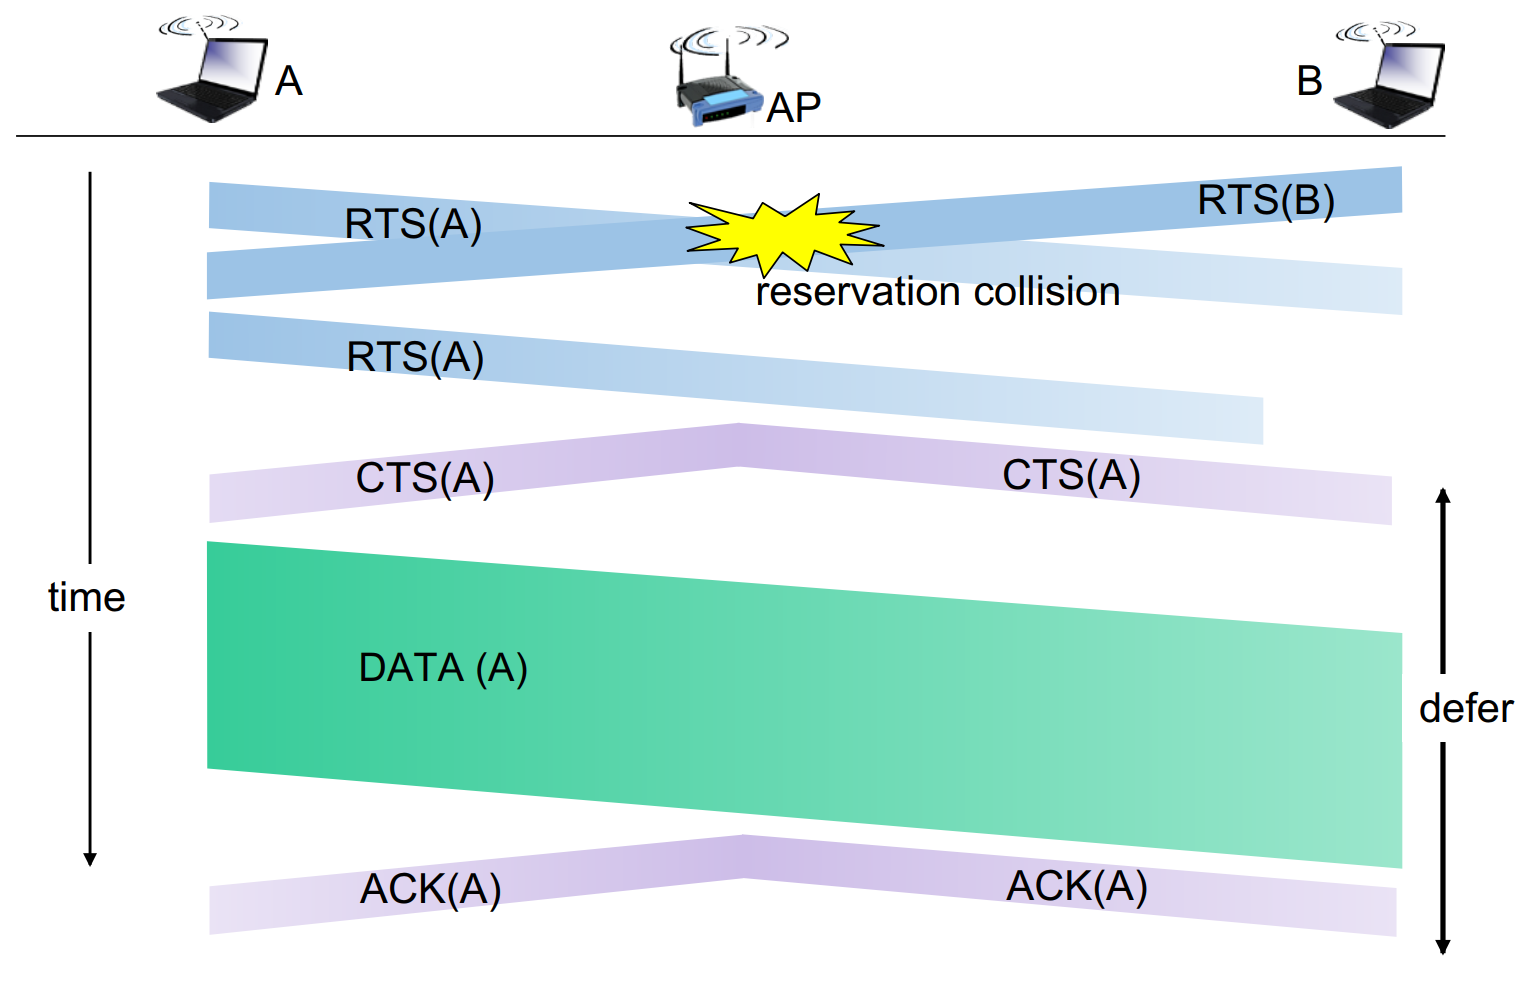 A
AP
B
RTS(A)
RTS(B)
reservation collision
RTS(A)
CTS(A)
CTS(A)
time
DATA (A)
defer
ACK(A)
ACK(A)